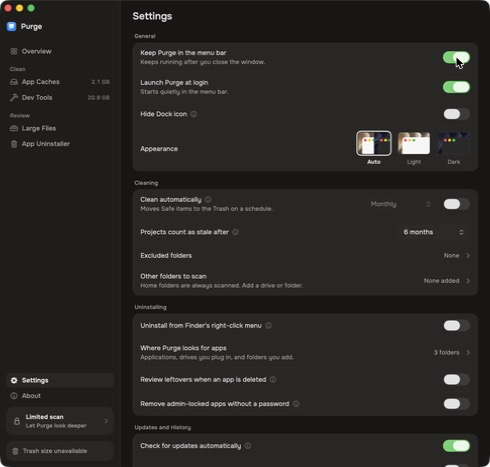 Settings
Purge
Overview
Clean
App Caches 2.1 GB
Dev Tools 20.8 GB
Review
Large Files
App Uninstaller
Settings
About
Limited scan
Let Purge look deeper
Trash size unavailable
General
Keep Purge in the menu bar
Keeps running after you close the window.
Launch Purge at login
Starts quietly in the menu bar.
Hide Dock icon
Appearance
Auto Light Dark
Cleaning
Clean automatically
Moves Safe items to the Trash on a schedule.
Monthly
Projects count as stale after
6 months
Excluded folders
None
Other folders to scan
Home folders are always scanned. Add a drive or folder.
None added
Uninstalling
Uninstall from Finder's right-click menu
Where Purge looks for apps
Applications, drives you plug in, and folders you add.
3 folders
Review leftovers when an app is deleted
Remove admin-locked apps without a password
Updates and History
Check for updates automatically